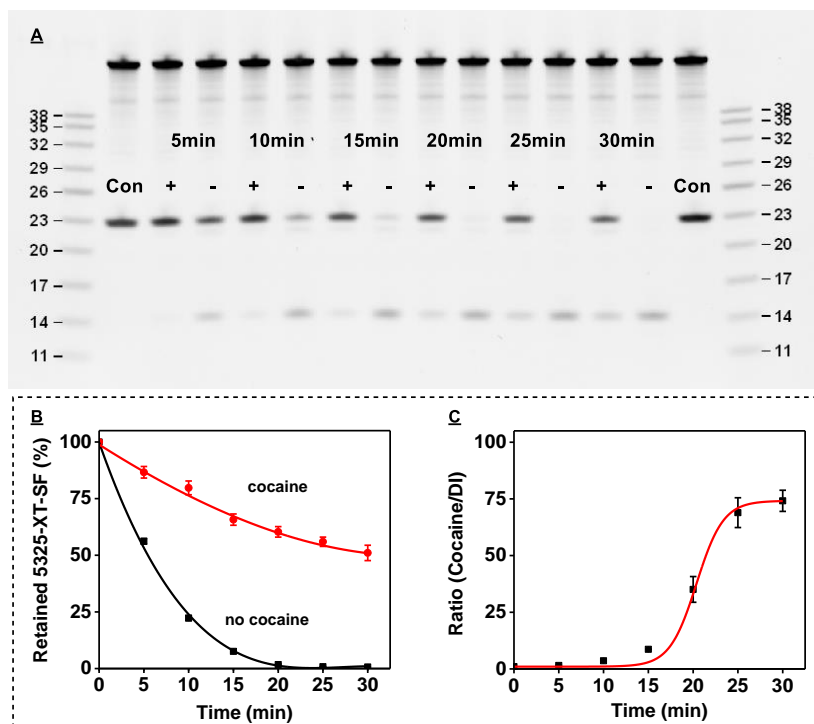 A
38
35
32
29
26
23
20
17
14
11
5min 10min 15min 20min 25min 30min
Con + - + - + - + - + - + - Con
38
35
32
29
26
23
20
17
14
11
B
Retained 5325-XT-SF (%)
100
75
50
25
0
cocaine
no cocaine
0 5 10 15 20 25 30
Time (min)
C
Ratio (Cocaine/DI)
100
75
50
25
0
0 5 10 15 20 25 30
Time (min)